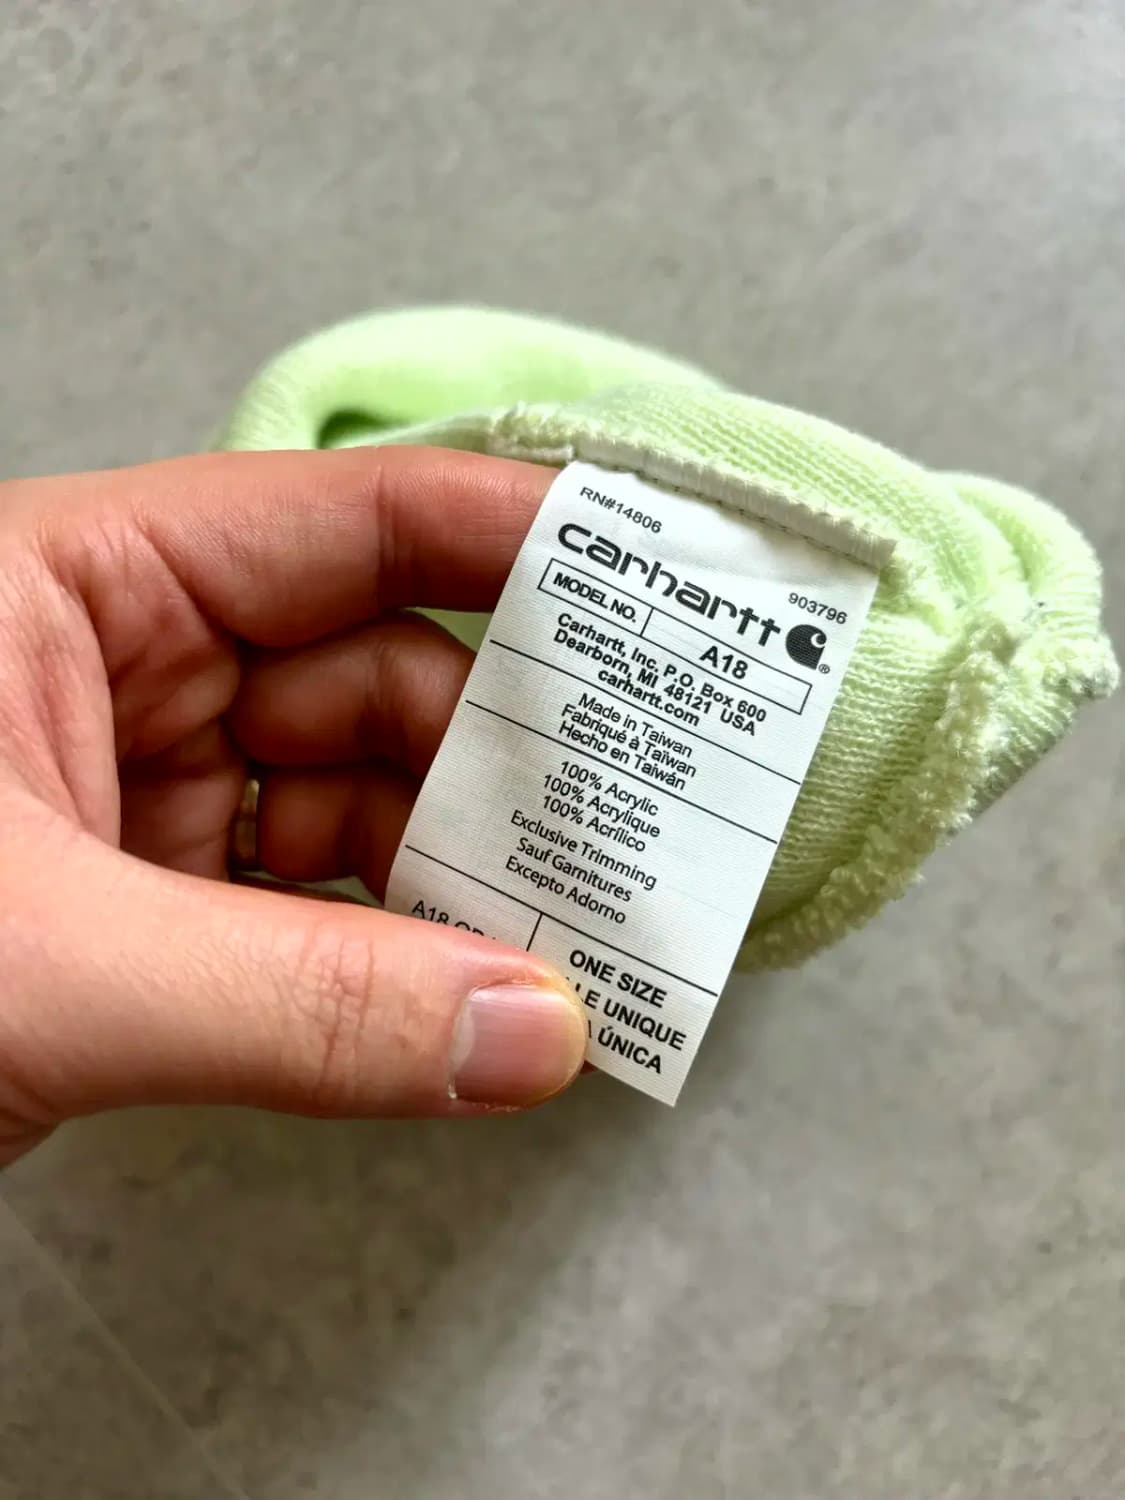 RN#14806
carhartt®
903796
MODEL NO. A18
Carhartt, Inc. P.O. Box 600
Dearborn, MI 48121 USA
carhartt.com
Made in Taiwan
Fabriqué à Taïwan
Hecho en Taiwán
100% Acrylic
100% Acrylique
100% Acrílico
Exclusive Trimming
Sauf Garnitures
Excepto Adorno
A18
ONE SIZE
UNIQUE
ÚNICA